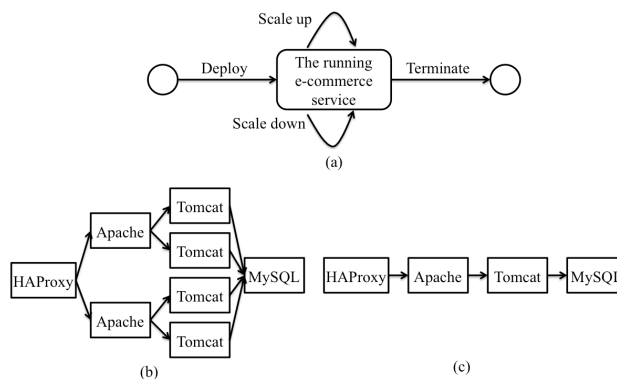 Scale up
Deploy
The running
e-commerce
service
Terminate
Scale down
(a)
HAProxy
Apache
Apache
Tomcat
Tomcat
Tomcat
Tomcat
MySQL
(b)
HAProxy
Apache
Tomcat
MySQL
(c)